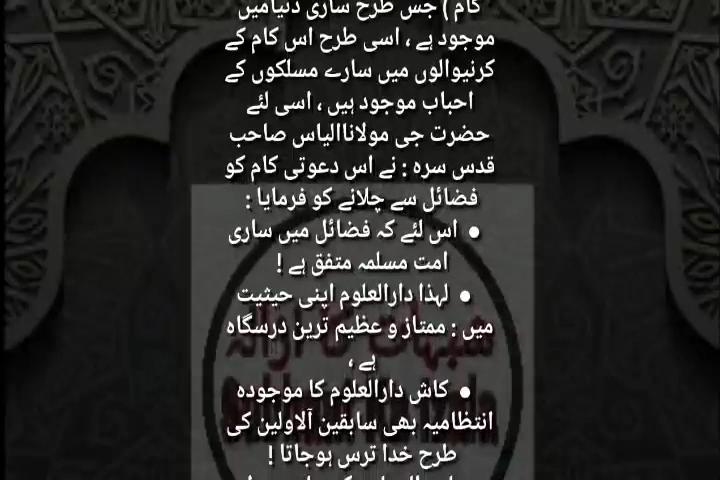 کام ) جس طرح ساری دنیامیں
موجود ہے ، اسی طرح اس کام کے
کرنیوالوں میں سارے مسلکوں کے
احباب موجود ہیں ، اسی لئے
حضرت جی مولاناالیاس صاحب
قدس سرہ : نے اس دعوتی کام کو
فضائل سے چلانے کو فرمایا :
● اس لئے کہ فضائل میں ساری
امت مسلمہ متفق ہے !
● لہذا دارالعلوم اپنی حیثیت
میں : ممتاز و عظیم ترین درسگاہ
ہے ،
● کاش دارالعلوم کا موجودہ
انتظامیہ بھی سابقین آلاولین کی
طرح خدا ترس ہوجاتا !
شبہات کا ازالہ